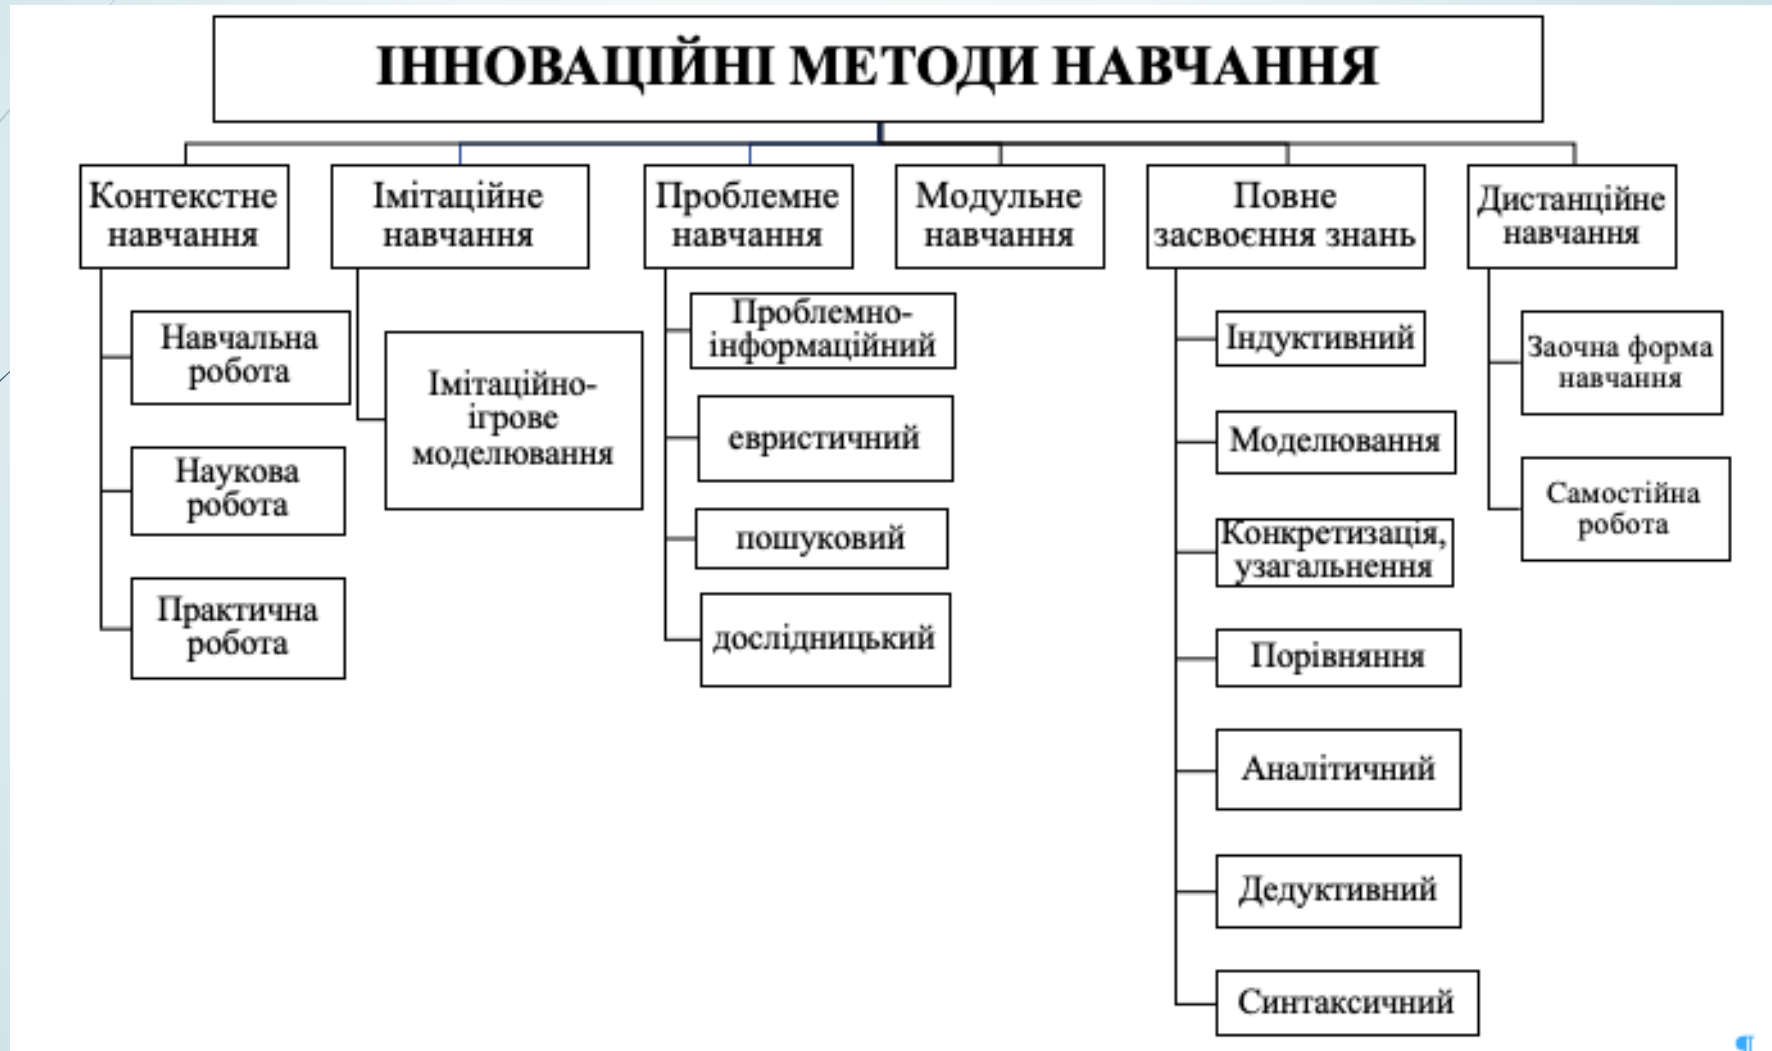 ІННОВАЦІЙНІ МЕТОДИ НАВЧАННЯ
Контекстне
навчання
Навчальна
робота
Наукова
робота
Практична
робота
Імітаційне
навчання
Імітаційно-
ігрове
моделювання
Проблемне
навчання
Проблемно-
інформаційний
евристичний
пошуковий
дослідницький
Модульне
навчання
Повне
засвоєння знань
Індуктивний
Моделювання
Конкретизація,
узагальнення
Порівняння
Аналітичний
Дедуктивний
Синтаксичний
Дистанційне
навчання
Заочна форма
навчання
Самостійна
робота
¶